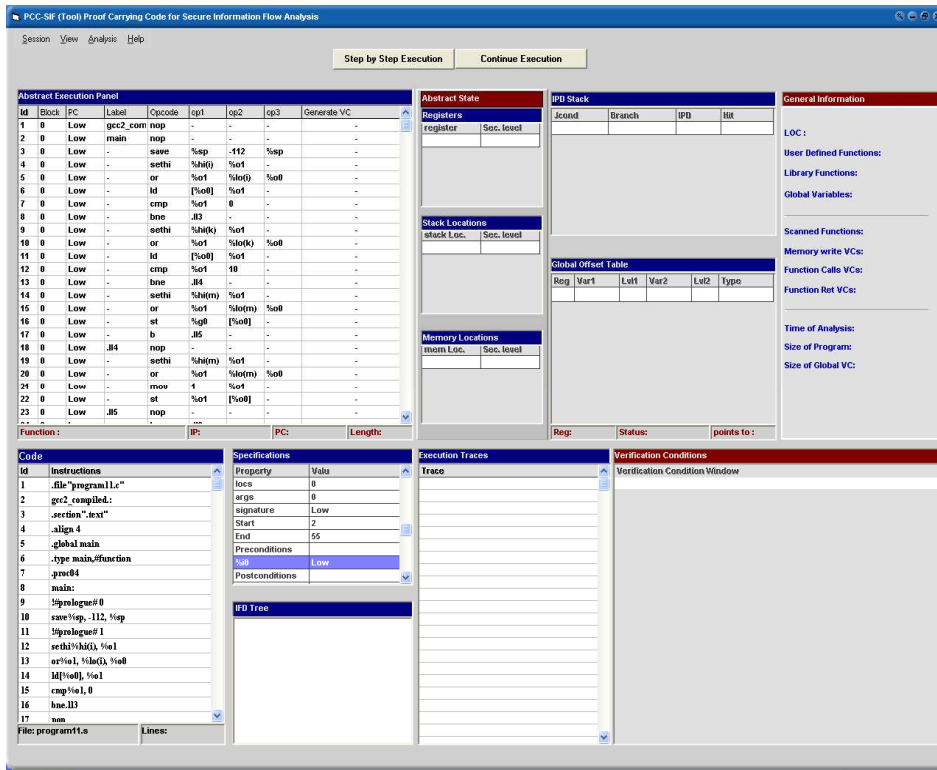 PCC-SIF (Tool) Proof Carrying Code for Secure Information Flow Analysis
Session View Analysis Help
Step by Step Execution Continue Execution
Abstract Execution Panel
Id Block PC Label Opcode op1 op2 op3 Generate VC
1 0 Low gcc2_com nop - - - -
2 0 Low main nop - - - -
3 0 Low - save %sp -112 %sp -
4 0 Low - sethi %hi(i) %o1 - -
5 0 Low - or %o1 %lo(i) %o0 -
6 0 Low - ld [%o0] %o1 - -
7 0 Low - cmp %o1 0 - -
8 0 Low - bne .ll3 - - -
9 0 Low - sethi %hi(k) %o1 - -
10 0 Low - or %o1 %lo(k) %o0 -
11 0 Low - ld [%o0] %o1 - -
12 0 Low - cmp %o1 10 - -
13 0 Low - bne .ll4 - - -
14 0 Low - sethi %hi(m) %o1 - -
15 0 Low - or %o1 %lo(m) %o0 -
16 0 Low - st %g0 [%o0] - -
17 0 Low - b .ll5 - - -
18 0 Low .ll4 nop - - - -
19 0 Low - sethi %hi(m) %o1 - -
20 0 Low - or %o1 %lo(m) %o0 -
21 0 Low - mov 1 %o1 - -
22 0 Low - st %o1 [%o0] - -
23 0 Low .ll5 nop - - - -
Function : IP: PC: Length:
Abstract State
Registers
register Sec. level
Stack Locations
stack Loc. Sec. level
Memory Locations
mem Loc. Sec. level
IPD Stack
Jcond Branch IPD Hit
Global Offset Table
Reg Var1 Lvl1 Var2 Lvl2 Type
Reg: Status: points to :
General Information
LOC :
User Defined Functions:
Library Functions:
Global Variables:
Scanned Functions:
Memory write VCs:
Function Calls VCs:
Function Ret VCs:
Time of Analysis:
Size of Program:
Size of Global VC:
Code
Id Instructions
1 .file"program11.c"
2 gcc2_compiled.:
3 .section".text"
4 .align 4
5 .global main
6 .type main,#function
7 .proc04
8 main:
9 !#prologue# 0
10 save%sp, -112, %sp
11 !#prologue# 1
12 sethi%hi(i), %o1
13 or%o1, %lo(i), %o0
14 ld[%o0], %o1
15 cmp%o1, 0
16 bne.ll3
17 nop
File: program11.s Lines:
Specifications
Property Valu
locs 0
args 0
signature Low
Start 2
End 55
Preconditions
%i0 Low
Postconditions
IFD Tree
Execution Traces
Trace
Verification Conditions
Verification Condition Window